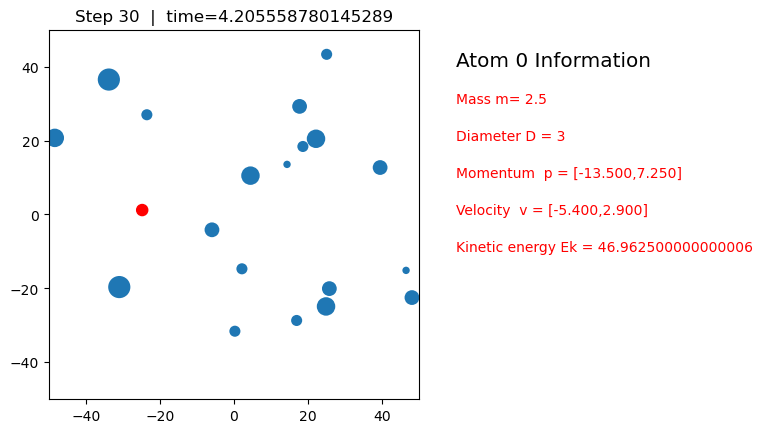 Step 30  |  time=4.205558780145289
Atom 0 Information
Mass m= 2.5
Diameter D = 3
Momentum  p = [-13.500,7.250]
Velocity  v = [-5.400,2.900]
Kinetic energy Ek = 46.962500000000006
40
20
0
−20
−40
−40 −20 0 20 40